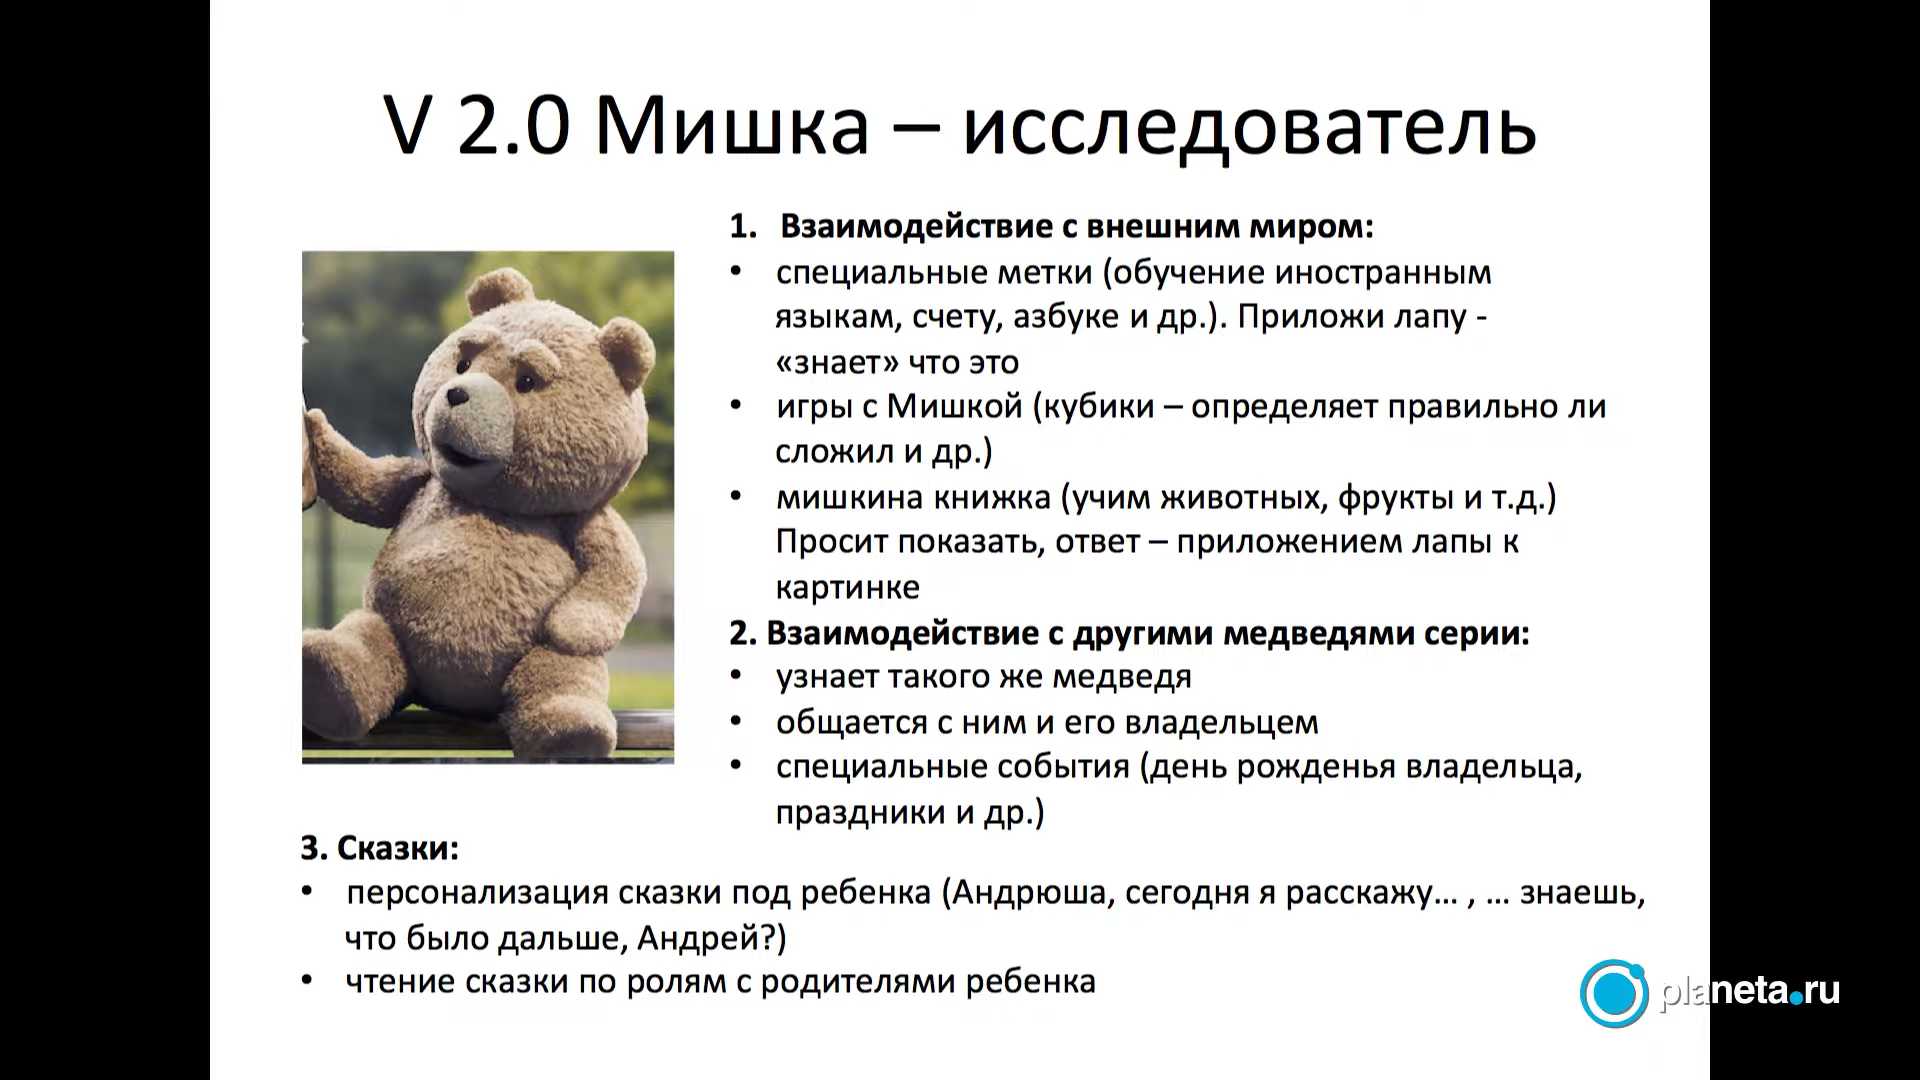 V 2.0 Мишка – исследователь
1. Взаимодействие с внешним миром:
• специальные метки (обучение иностранным
языкам, счету, азбуке и др.). Приложи лапу -
«знает» что это
• игры с Мишкой (кубики – определяет правильно ли
сложил и др.)
• мишкина книжка (учим животных, фрукты и т.д.)
Просит показать, ответ – приложением лапы к
картинке
2. Взаимодействие с другими медведями серии:
• узнает такого же медведя
• общается с ним и его владельцем
• специальные события (день рожденья владельца,
праздники и др.)
3. Сказки:
• персонализация сказки под ребенка (Андрюша, сегодня я расскажу… , … знаешь,
что было дальше, Андрей?)
• чтение сказки по ролям с родителями ребенка
planeta.ru